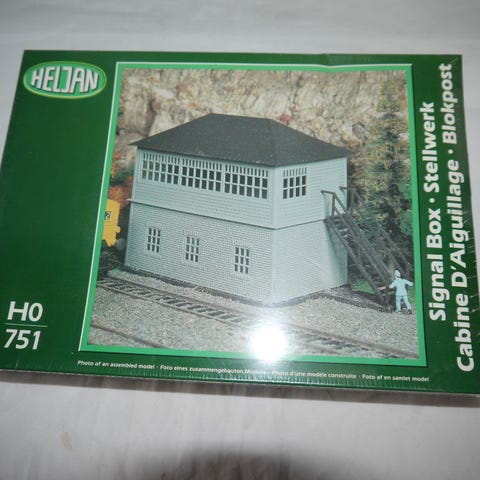 HELJAN
Signal Box · Stellwerk
Cabine D'Aiguillage · Blokpost
H0
751
Photo of an assembled model · Foto eines zusammengebauten Modells · Photo d'une modèle construite · Foto af en samlet model